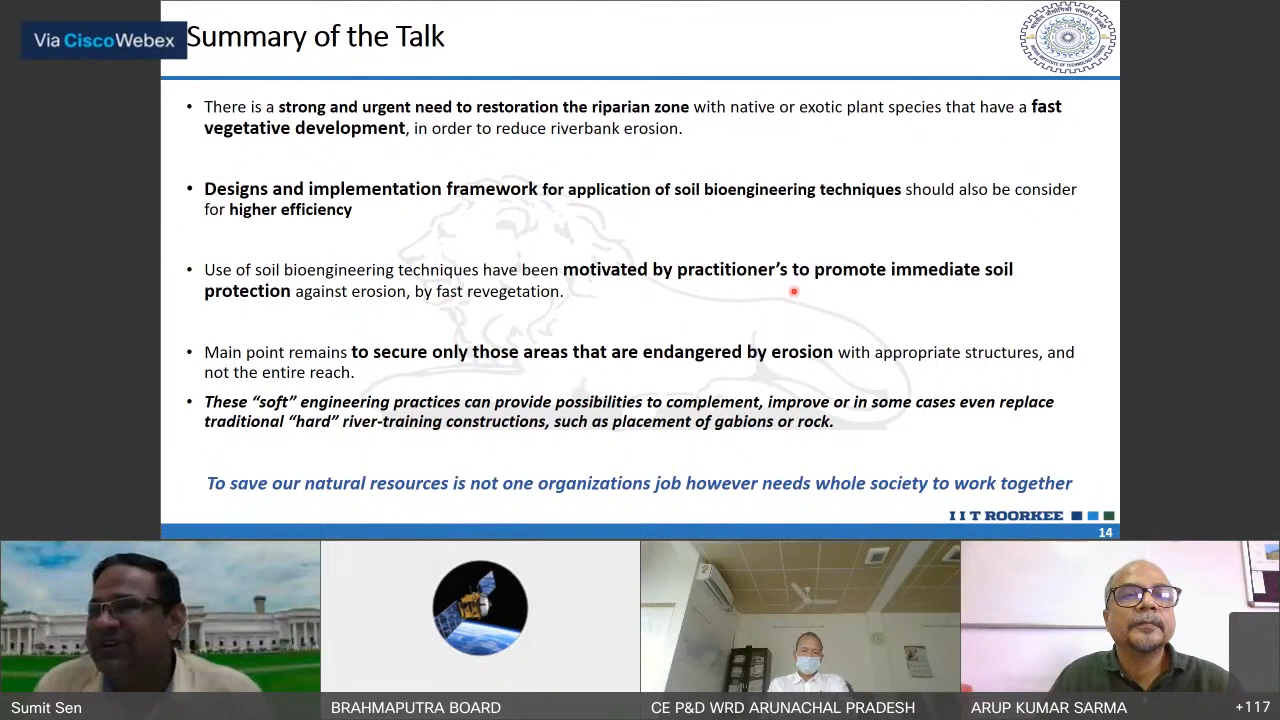 Via Cisco Webex
Summary of the Talk
• There is a strong and urgent need to restoration the riparian zone with native or exotic plant species that have a fast
vegetative development, in order to reduce riverbank erosion.
• Designs and implementation framework for application of soil bioengineering techniques should also be consider
for higher efficiency
• Use of soil bioengineering techniques have been motivated by practitioner's to promote immediate soil
protection against erosion, by fast revegetation.
• Main point remains to secure only those areas that are endangered by erosion with appropriate structures, and
not the entire reach.
• These “soft” engineering practices can provide possibilities to complement, improve or in some cases even replace
traditional “hard” river-training constructions, such as placement of gabions or rock.
To save our natural resources is not one organizations job however needs whole society to work together
I I T ROORKEE
14
Sumit Sen
BRAHMAPUTRA BOARD
CE P&D WRD ARUNACHAL PRADESH
ARUP KUMAR SARMA
+117